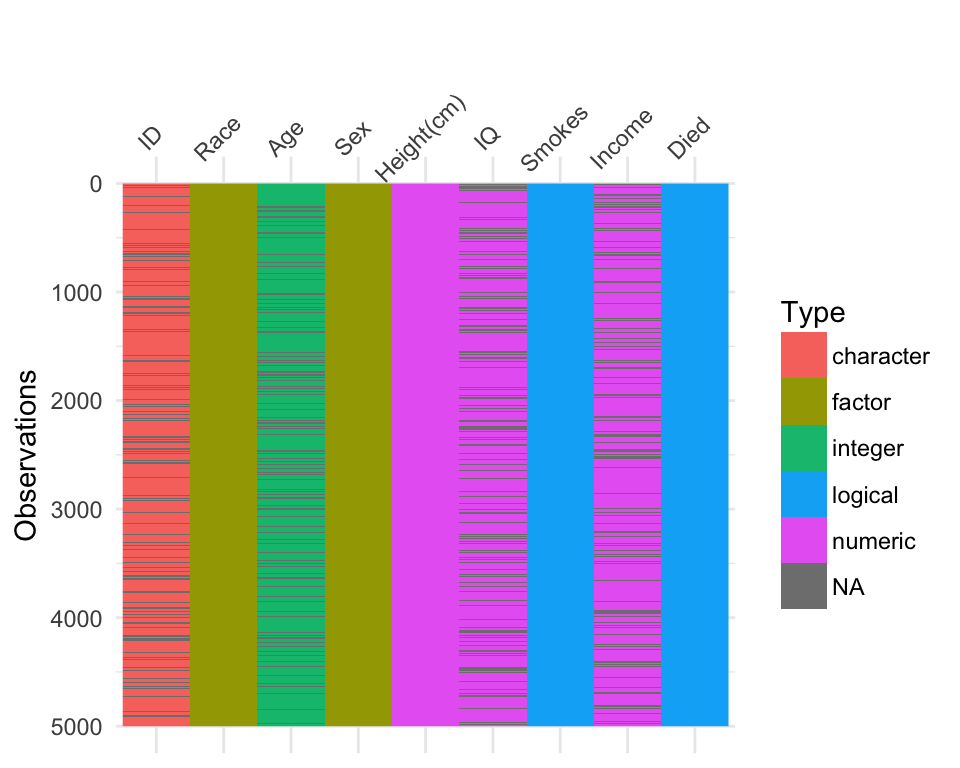 ID
Race
Age
Sex
Height(cm)
IQ
Smokes
Income
Died
0
1000
2000
3000
4000
5000
Observations
Type
character
factor
integer
logical
numeric
NA